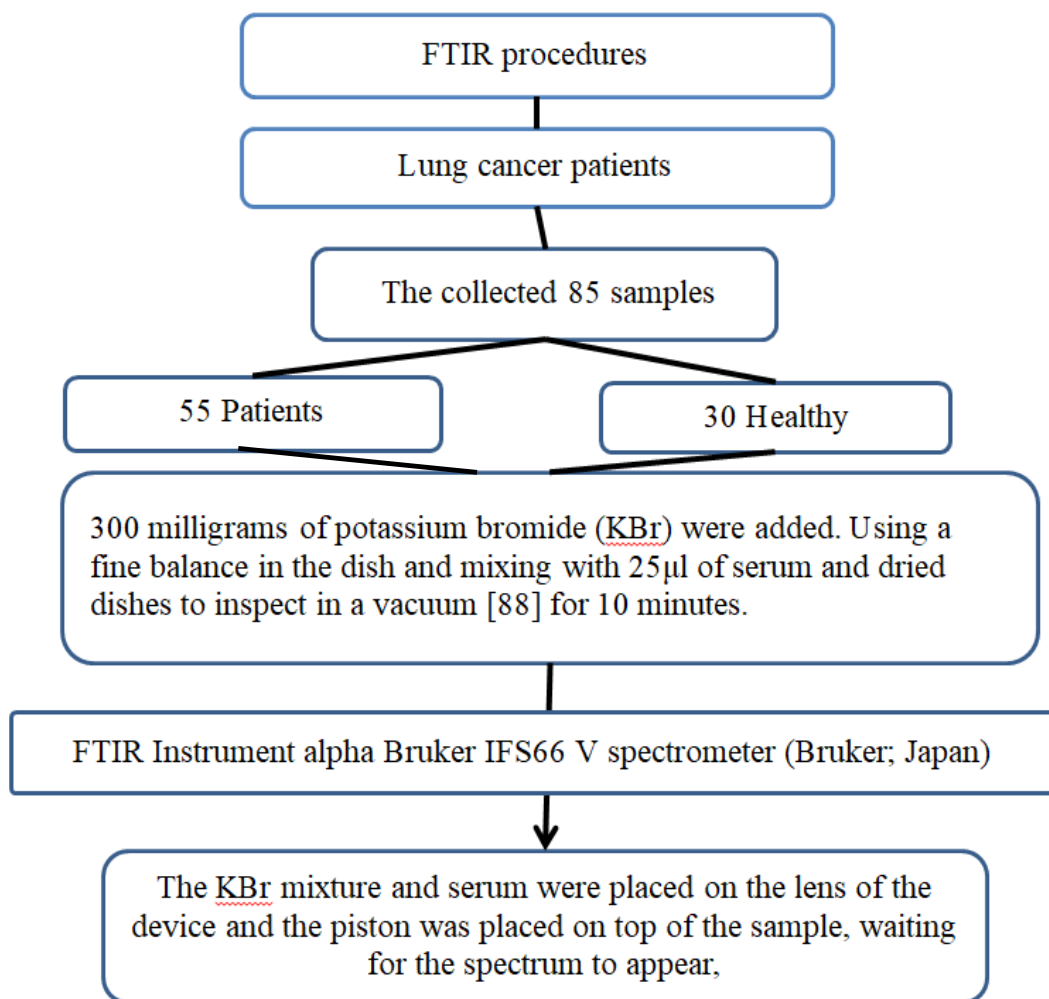 FTIR procedures
Lung cancer patients
The collected 85 samples
55 Patients
30 Healthy
300 milligrams of potassium bromide (KBr) were added. Using a
fine balance in the dish and mixing with 25µl of serum and dried
dishes to inspect in a vacuum [88] for 10 minutes.
FTIR Instrument alpha Bruker IFS66 V spectrometer (Bruker; Japan)
The KBr mixture and serum were placed on the lens of the
device and the piston was placed on top of the sample, waiting
for the spectrum to appear,